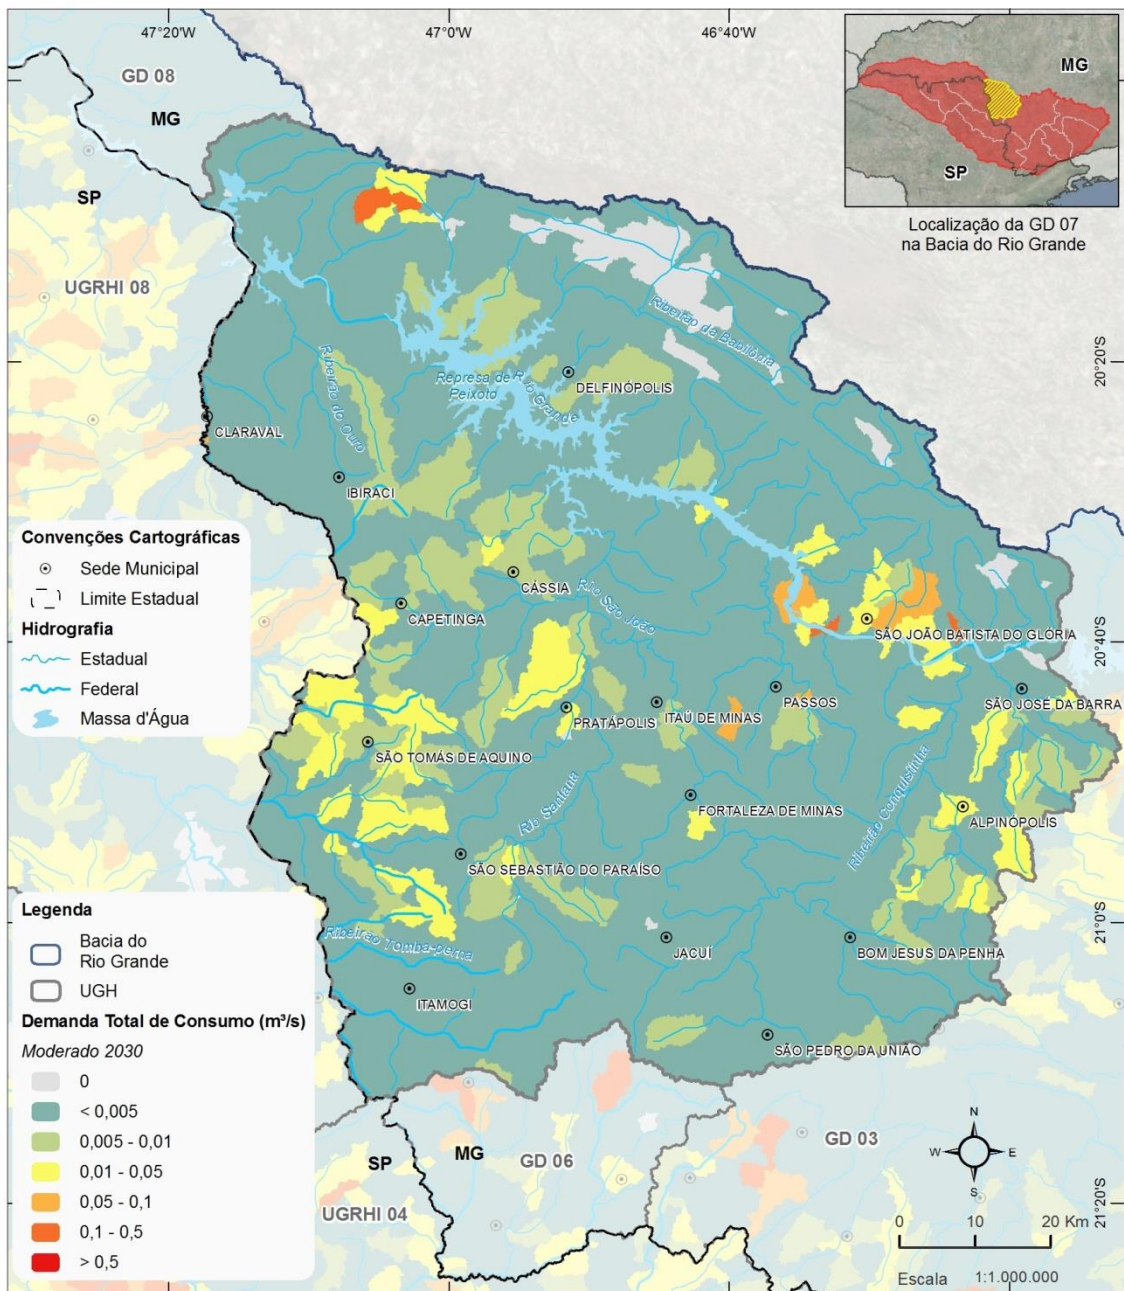 47°20'W
47°0'W
46°40'W
GD 08
MG
SP
MG
SP
Localização da GD 07
na Bacia do Rio Grande
UGRHI 08
Ribeirão da Babilônia
20°20'S
Ribeirão do Ouro
Represa de
Peixoto
Rio Grande
DELFINÓPOLIS
CLARAVAL
IBIRACI
Convenções Cartográficas
Sede Municipal
Limite Estadual
Hidrografia
Estadual
Federal
Massa d'Água
CÁSSIA
Rio São João
CAPETINGA
SÃO JOÃO BATISTA DO GLÓRIA
20°40'S
PASSOS
SÃO JOSÉ DA BARRA
ITAÚ DE MINAS
PRATÁPOLIS
SÃO TOMÁS DE AQUINO
Rio Santana
FORTALEZA DE MINAS
Ribeirão Conquistinha
ALPINÓPOLIS
SÃO SEBASTIÃO DO PARAÍSO
Legenda
Bacia do
Rio Grande
UGH
Demanda Total de Consumo (m³/s)
Moderado 2030
0
< 0,005
0,005 - 0,01
0,01 - 0,05
0,05 - 0,1
0,1 - 0,5
> 0,5
Ribeirão Tomba-perna
JACUÍ
BOM JESUS DA PENHA
21°0'S
ITAMOGI
SÃO PEDRO DA UNIÃO
GD 03
MG
GD 06
SP
UGRHI 04
N
W
E
S
21°20'S
0 10 20 Km
Escala 1:1.000.000